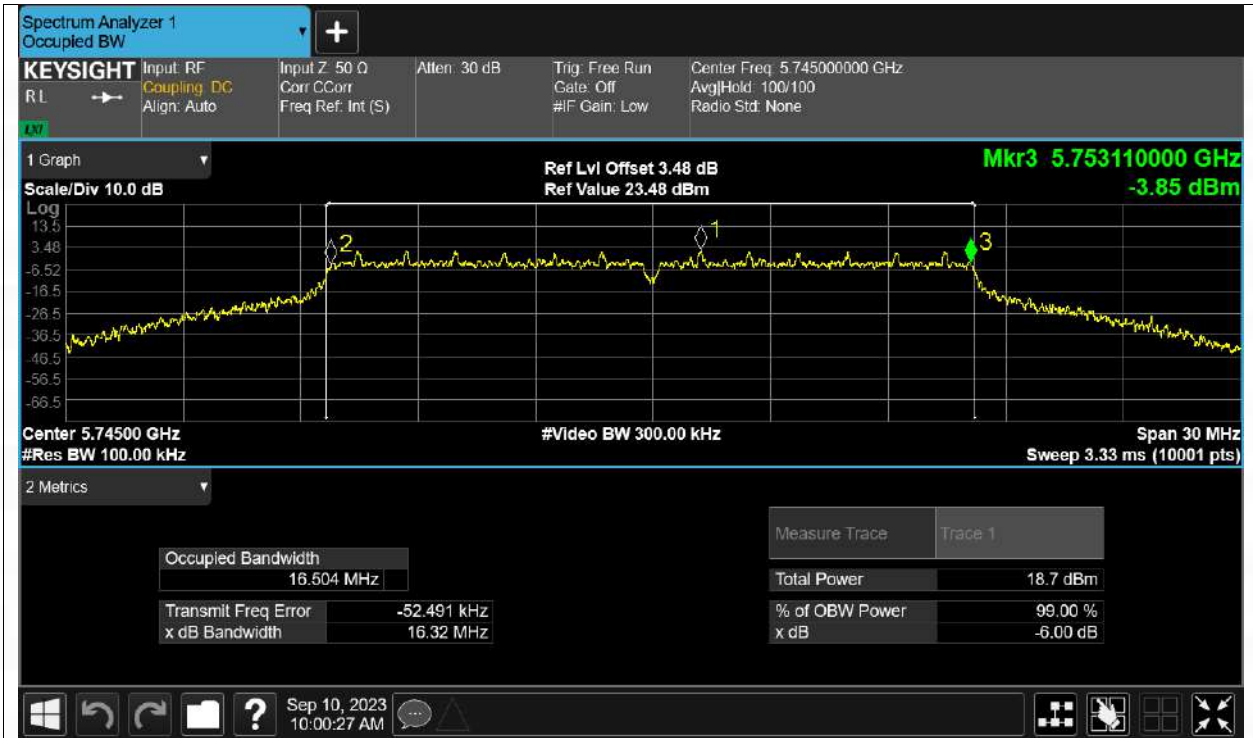 Spectrum Analyzer 1
Occupied BW
KEYSIGHT
R L
LXI
Input: RF
Coupling: DC
Align: Auto
Input Z: 50 Ω
Corr CCorr
Freq Ref: Int (S)
Atten: 30 dB
Trig: Free Run
Gate: Off
#IF Gain: Low
Center Freq: 5.745000000 GHz
Avg|Hold: 100/100
Radio Std: None
1 Graph
Scale/Div 10.0 dB
Ref Lvl Offset 3.48 dB
Ref Value 23.48 dBm
Mkr3 5.753110000 GHz
-3.85 dBm
Log
13.5
3.48
-6.52
-16.5
-26.5
-36.5
-46.5
-56.5
-66.5
2
1
3
Center 5.74500 GHz
#Res BW 100.00 kHz
#Video BW 300.00 kHz
Span 30 MHz
Sweep 3.33 ms (10001 pts)
2 Metrics
Measure Trace Trace 1
Occupied Bandwidth
16.504 MHz
Total Power 18.7 dBm
Transmit Freq Error -52.491 kHz
% of OBW Power 99.00 %
x dB Bandwidth 16.32 MHz
x dB -6.00 dB
?
Sep 10, 2023
10:00:27 AM